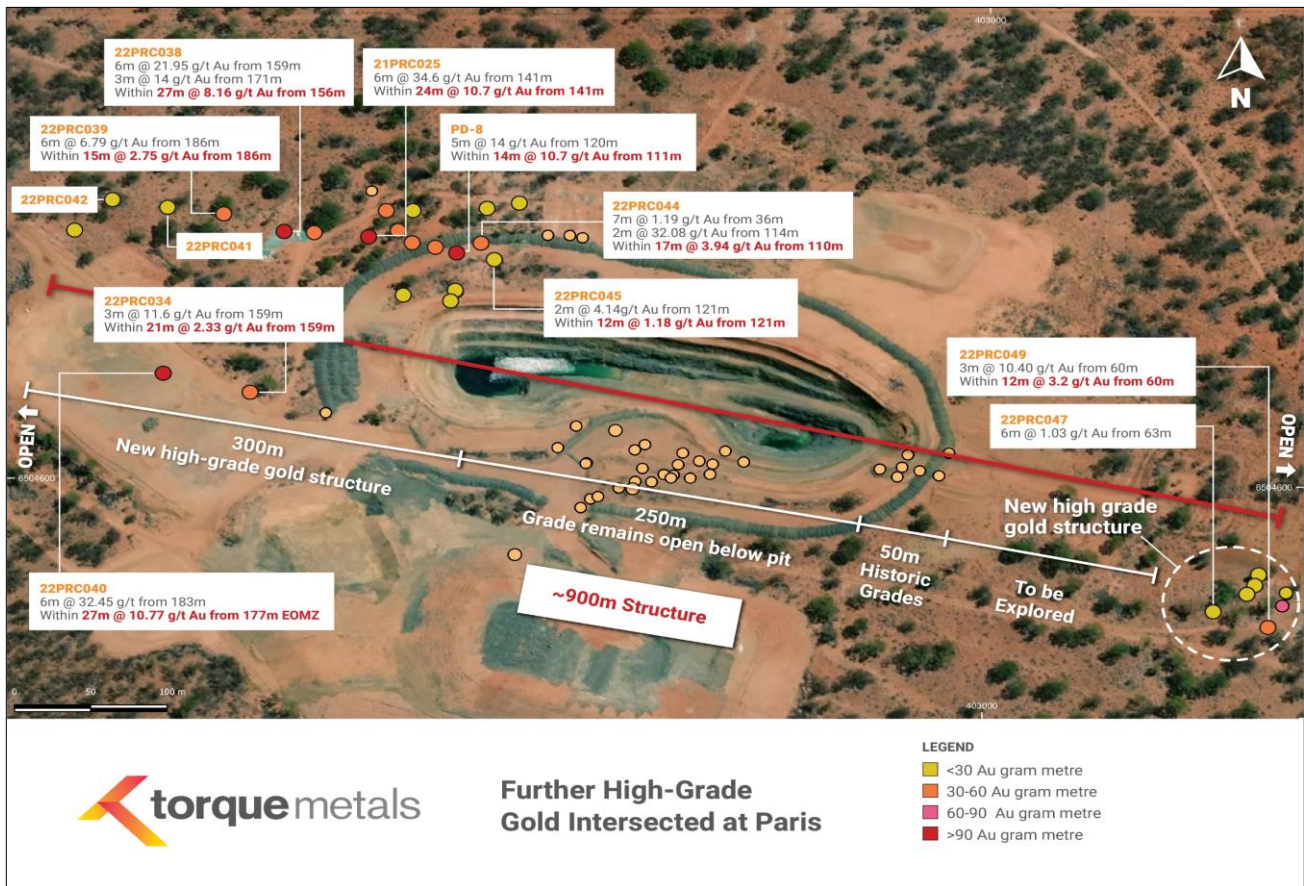 403000
22PRC038
6m @ 21.95 g/t Au from 159m
3m @ 14 g/t Au from 171m
Within 27m @ 8.16 g/t Au from 156m
21PRC025
6m @ 34.6 g/t Au from 141m
Within 24m @ 10.7 g/t Au from 141m
N
22PRC039
6m @ 6.79 g/t Au from 186m
Within 15m @ 2.75 g/t Au from 186m
PD-8
5m @ 14 g/t Au from 120m
Within 14m @ 10.7 g/t Au from 111m
22PRC042
22PRC041
22PRC044
7m @ 1.19 g/t Au from 36m
2m @ 32.08 g/t Au from 114m
Within 17m @ 3.94 g/t Au from 110m
22PRC034
3m @ 11.6 g/t Au from 159m
Within 21m @ 2.33 g/t Au from 159m
22PRC045
2m @ 4.14g/t Au from 121m
Within 12m @ 1.18 g/t Au from 121m
22PRC049
3m @ 10.40 g/t Au from 60m
Within 12m @ 3.2 g/t Au from 60m
22PRC047
6m @ 1.03 g/t Au from 63m
OPEN
OPEN
6504600
6504600
300m
New high-grade gold structure
250m
Grade remains open below pit
50m
Historic
Grades
To be
Explored
New high grade
gold structure
22PRC040
6m @ 32.45 g/t from 183m
Within 27m @ 10.77 g/t Au from 177m EOMZ
~900m Structure
0 50 100 m
403000
torquemetals
Further High-Grade
Gold Intersected at Paris
LEGEND
<30 Au gram metre
30-60 Au gram metre
60-90 Au gram metre
>90 Au gram metre